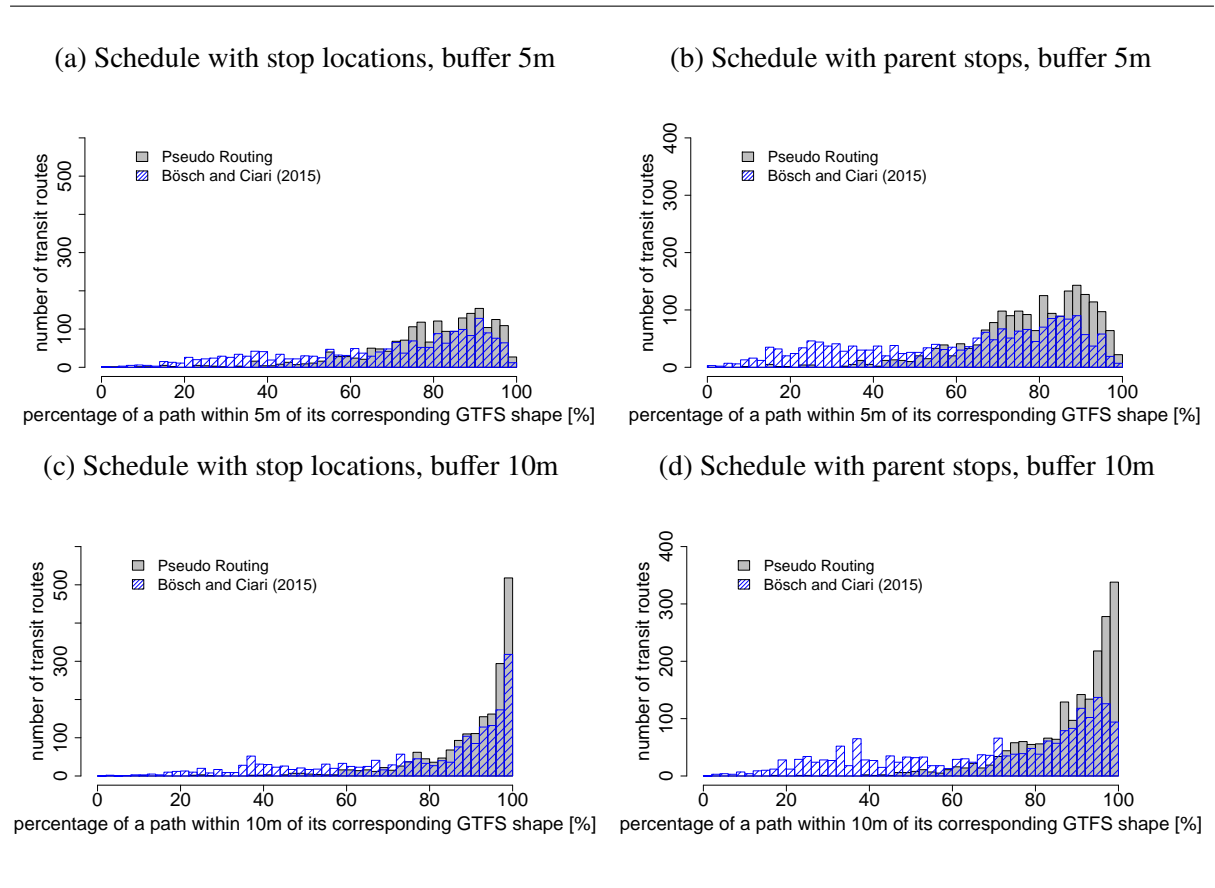 (a) Schedule with stop locations, buffer 5m
number of transit routes
0 100 300 500
Pseudo Routing
Bösch and Ciari (2015)
0 20 40 60 80 100
percentage of a path within 5m of its corresponding GTFS shape [%]
(b) Schedule with parent stops, buffer 5m
number of transit routes
0 100 200 300 400
Pseudo Routing
Bösch and Ciari (2015)
0 20 40 60 80 100
percentage of a path within 5m of its corresponding GTFS shape [%]
(c) Schedule with stop locations, buffer 10m
number of transit routes
0 100 300 500
Pseudo Routing
Bösch and Ciari (2015)
0 20 40 60 80 100
percentage of a path within 10m of its corresponding GTFS shape [%]
(d) Schedule with parent stops, buffer 10m
number of transit routes
0 100 200 300 400
Pseudo Routing
Bösch and Ciari (2015)
0 20 40 60 80 100
percentage of a path within 10m of its corresponding GTFS shape [%]